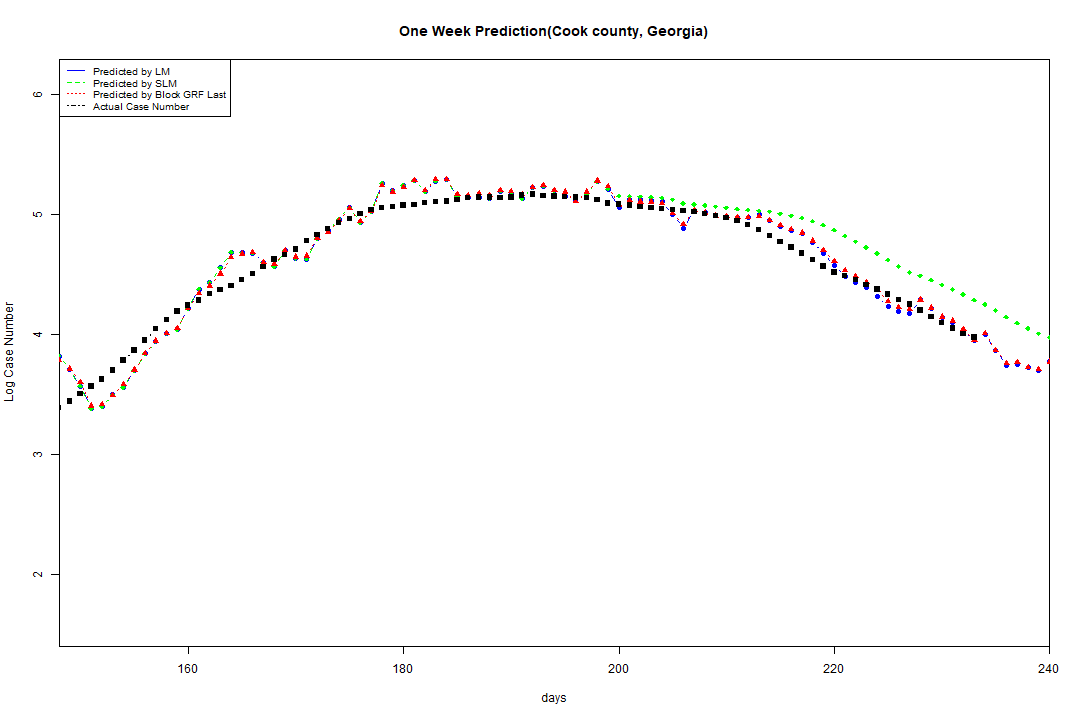 One Week Prediction(Cook county, Georgia)
Predicted by LM
Predicted by SLM
Predicted by Block GRF Last
Actual Case Number
6
5
4
3
2
Log Case Number
160 180 200 220 240
days